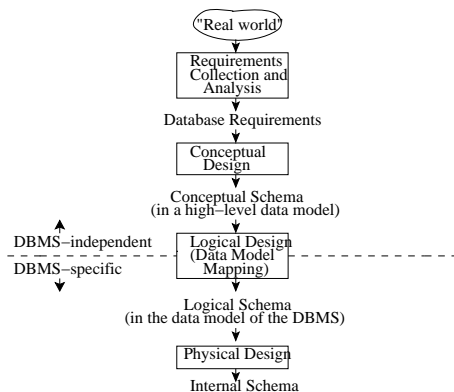 "Real world"
Requirements
Collection and
Analysis
Database Requirements
Conceptual
Design
Conceptual Schema
(in a high−level data model)
DBMS−independent
Logical Design
(Data Model
Mapping)
DBMS−specific
Logical Schema
(in the data model of the DBMS)
Physical Design
Internal Schema